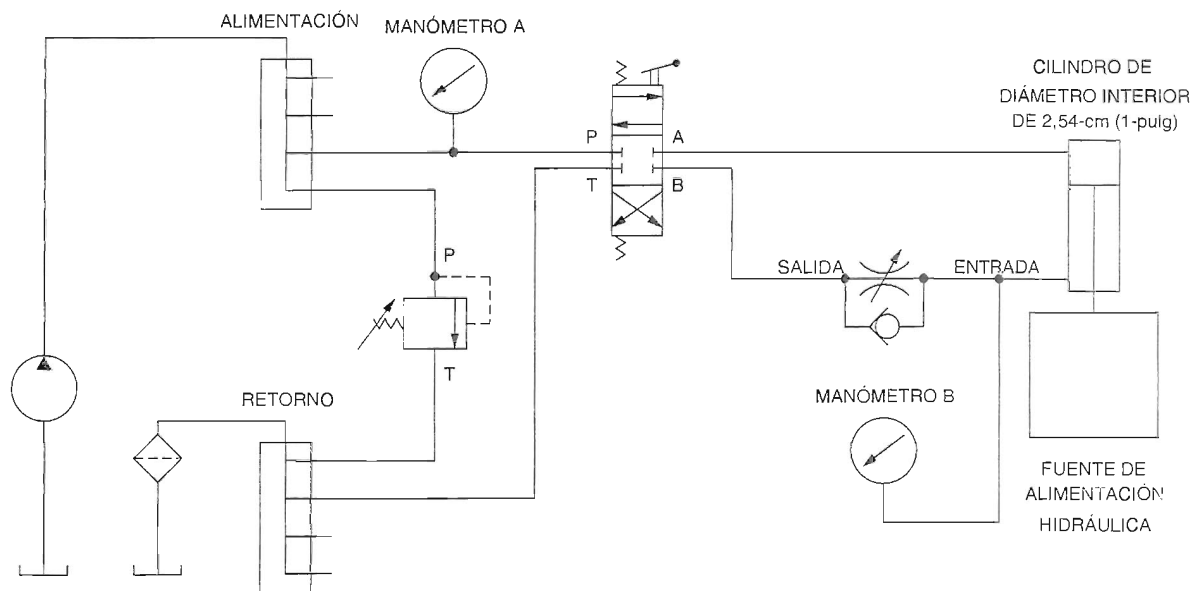 ALIMENTACIÓN
MANÓMETRO A
CILINDRO DE
DIÁMETRO INTERIOR
DE 2,54-cm (1-pulg)
P
A
T
B
P
SALIDA
ENTRADA
T
RETORNO
MANÓMETRO B
FUENTE DE
ALIMENTACIÓN
HIDRÁULICA